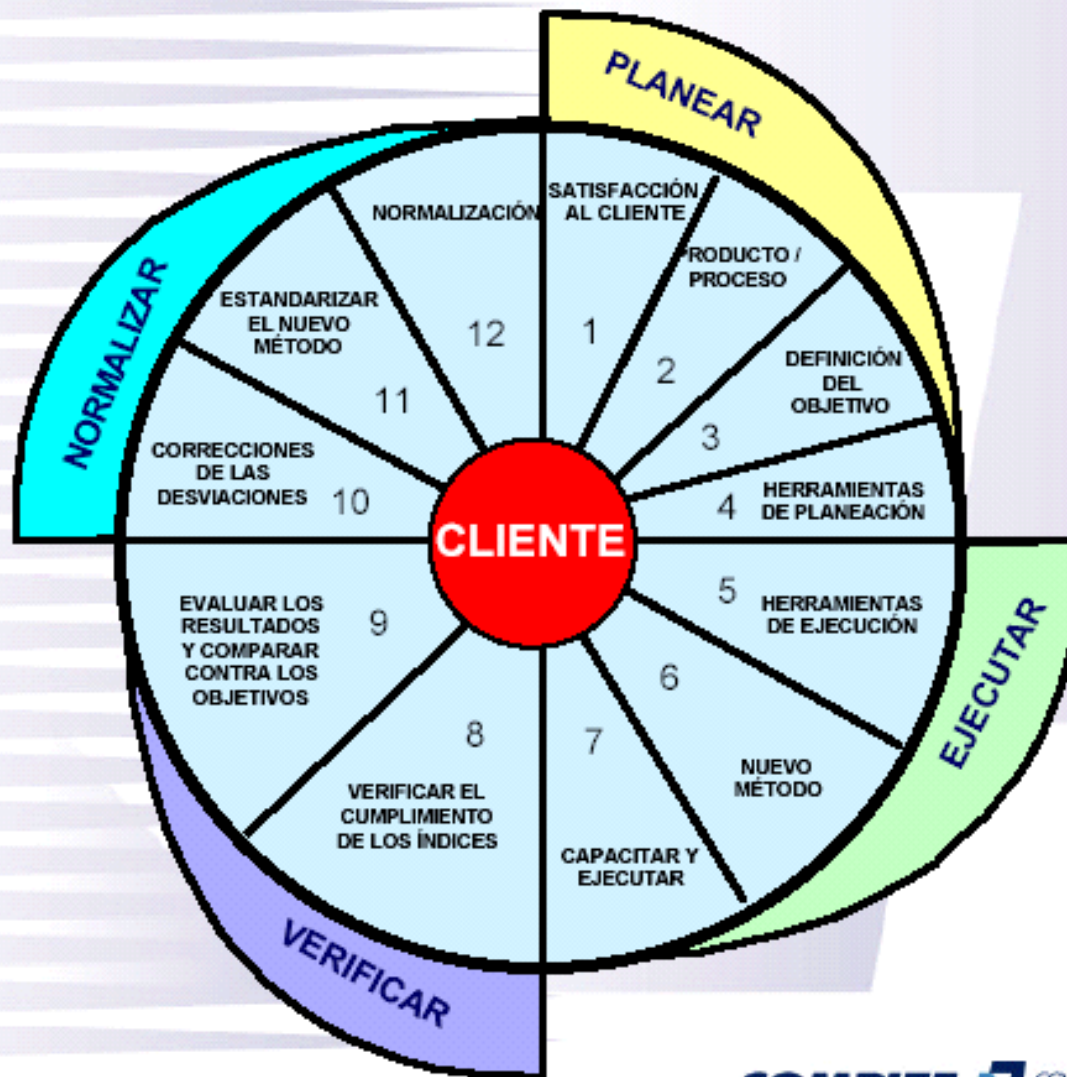 PLANEAR
SATISFACCIÓN
AL CLIENTE
1
PRODUCTO /
PROCESO
2
DEFINICIÓN
DEL
OBJETIVO
3
HERRAMIENTAS
DE PLANEACIÓN
4
EJECUTAR
HERRAMIENTAS
DE EJECUCIÓN
5
NUEVO
MÉTODO
6
CAPACITAR Y
EJECUTAR
7
VERIFICAR
VERIFICAR EL
CUMPLIMIENTO
DE LOS ÍNDICES
8
EVALUAR LOS
RESULTADOS
Y COMPARAR
CONTRA LOS
OBJETIVOS
9
NORMALIZAR
CORRECCIONES
DE LAS
DESVIACIONES
10
ESTANDARIZAR
EL NUEVO
MÉTODO
11
NORMALIZACIÓN
12
CLIENTE